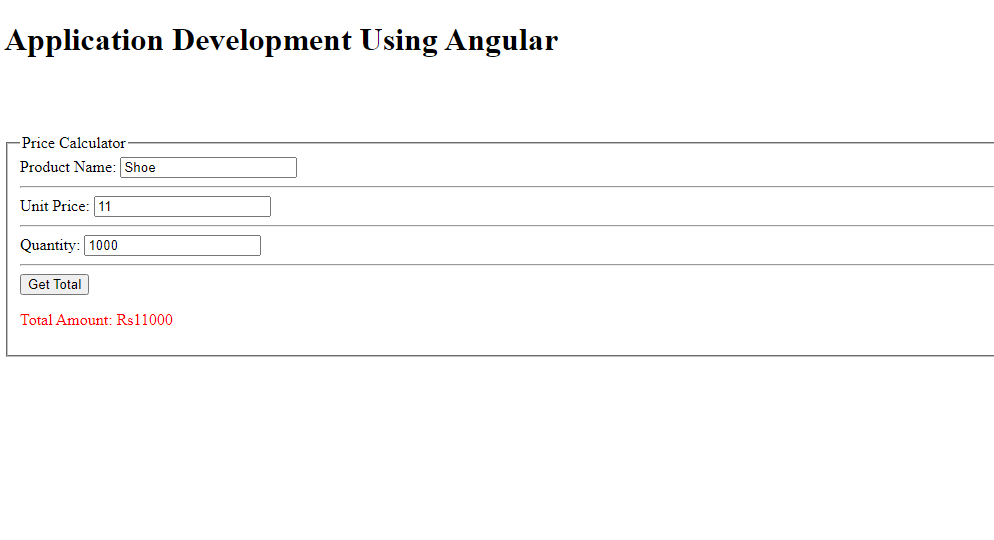 Application Development Using Angular
Price Calculator
Product Name: Shoe
Unit Price: 11
Quantity: 1000
Get Total
Total Amount: Rs11000